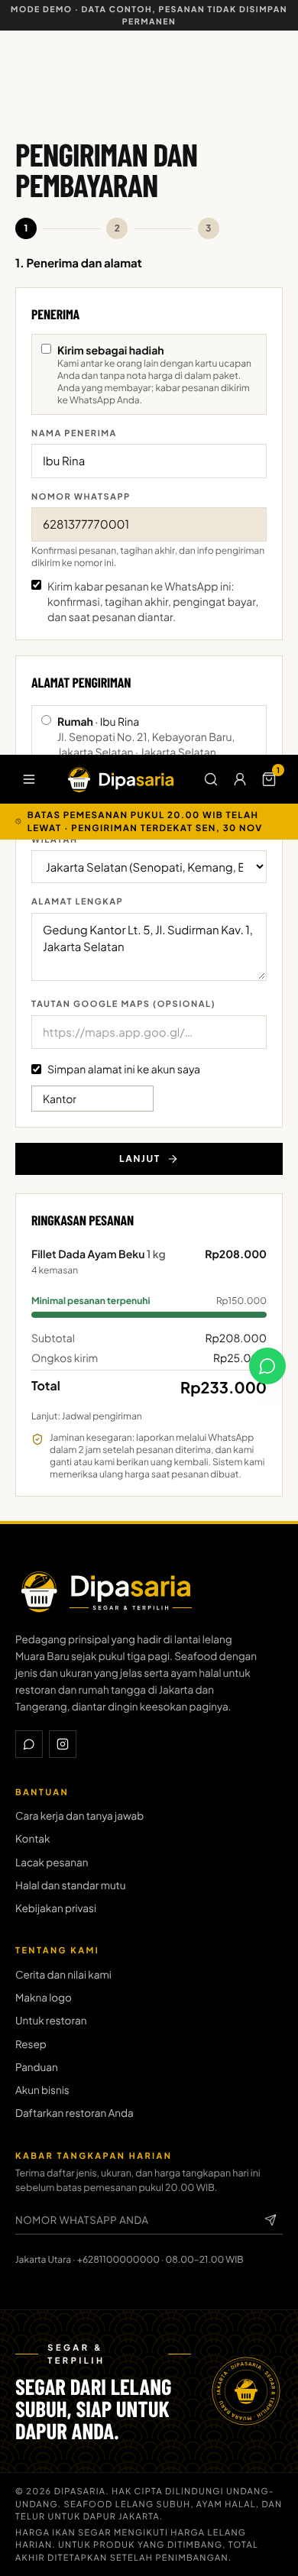 MODE DEMO · DATA CONTOH, PESANAN TIDAK DISIMPAN
PERMANEN
PENGIRIMAN DAN
PEMBAYARAN
1
2
3
1. Penerima dan alamat
PENERIMA
Kirim sebagai hadiah
Kami antar ke orang lain dengan kartu ucapan
Anda dan tanpa nota harga di dalam paket.
Anda yang membayar; kabar pesanan dikirim
ke WhatsApp Anda.
NAMA PENERIMA
Ibu Rina
NOMOR WHATSAPP
6281377770001
Konfirmasi pesanan, tagihan akhir, dan info pengiriman
dikirim ke nomor ini.
Kirim kabar pesanan ke WhatsApp ini:
konfirmasi, tagihan akhir, pengingat bayar,
dan saat pesanan diantar.
ALAMAT PENGIRIMAN
Rumah · Ibu Rina
Jl. Senopati No. 21, Kebayoran Baru,
Jakarta Selatan · Jakarta Selatan
Dipasaria
1
BATAS PEMESANAN PUKUL 20.00 WIB TELAH
LEWAT · PENGIRIMAN TERDEKAT SEN, 30 NOV
WILAYAH
Jakarta Selatan (Senopati, Kemang, E
ALAMAT LENGKAP
Gedung Kantor Lt. 5, Jl. Sudirman Kav. 1,
Jakarta Selatan
TAUTAN GOOGLE MAPS (OPSIONAL)
https://maps.app.goo.gl/...
Simpan alamat ini ke akun saya
Kantor
LANJUT
RINGKASAN PESANAN
Fillet Dada Ayam Beku 1 kg Rp208.000
4 kemasan
Minimal pesanan terpenuhi Rp150.000
Subtotal Rp208.000
Ongkos kirim Rp25.00
Total Rp233.000
Lanjut: Jadwal pengiriman
Jaminan kesegaran: laporkan melalui WhatsApp
dalam 2 jam setelah pesanan diterima, dan kami
ganti atau kami berikan uang kembali. Sistem kami
memeriksa ulang harga saat pesanan dibuat.
Dipasaria
SEGAR & TERPILIH
Pedagang prinsipal yang hadir di lantai lelang
Muara Baru sejak pukul tiga pagi. Seafood dengan
jenis dan ukuran yang jelas serta ayam halal untuk
restoran dan rumah tangga di Jakarta dan
Tangerang, diantar dingin keesokan paginya.
BANTUAN
Cara kerja dan tanya jawab
Kontak
Lacak pesanan
Halal dan standar mutu
Kebijakan privasi
TENTANG KAMI
Cerita dan nilai kami
Makna logo
Untuk restoran
Resep
Panduan
Akun bisnis
Daftarkan restoran Anda
KABAR TANGKAPAN HARIAN
Terima daftar jenis, ukuran, dan harga tangkapan hari ini
sebelum batas pemesanan pukul 20.00 WIB.
NOMOR WHATSAPP ANDA
Jakarta Utara · +6281100000000 · 08.00–21.00 WIB
SEGAR &
TERPILIH
SEGAR DARI LELANG
SUBUH, SIAP UNTUK
DAPUR ANDA.
© 2026 DIPASARIA. HAK CIPTA DILINDUNGI UNDANG-
UNDANG. SEAFOOD LELANG SUBUH, AYAM HALAL, DAN
TELUR UNTUK DAPUR JAKARTA.
HARGA IKAN SEGAR MENGIKUTI HARGA LELANG
HARIAN. UNTUK PRODUK YANG DITIMBANG, TOTAL
AKHIR DITETAPKAN SETELAH PENIMBANGAN.